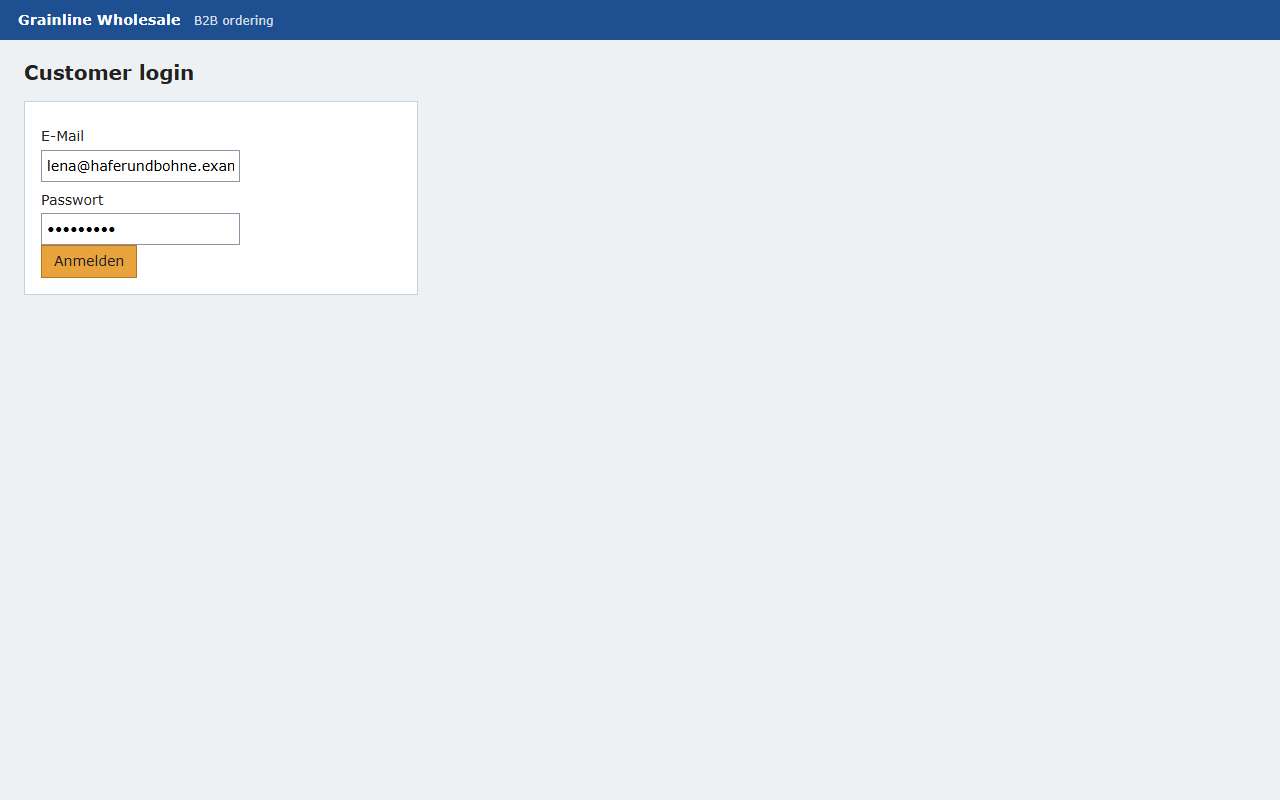 Grainline Wholesale B2B ordering
Customer login
E-Mail
lena@haferundbohne.exan
Passwort
•••••••••
Anmelden